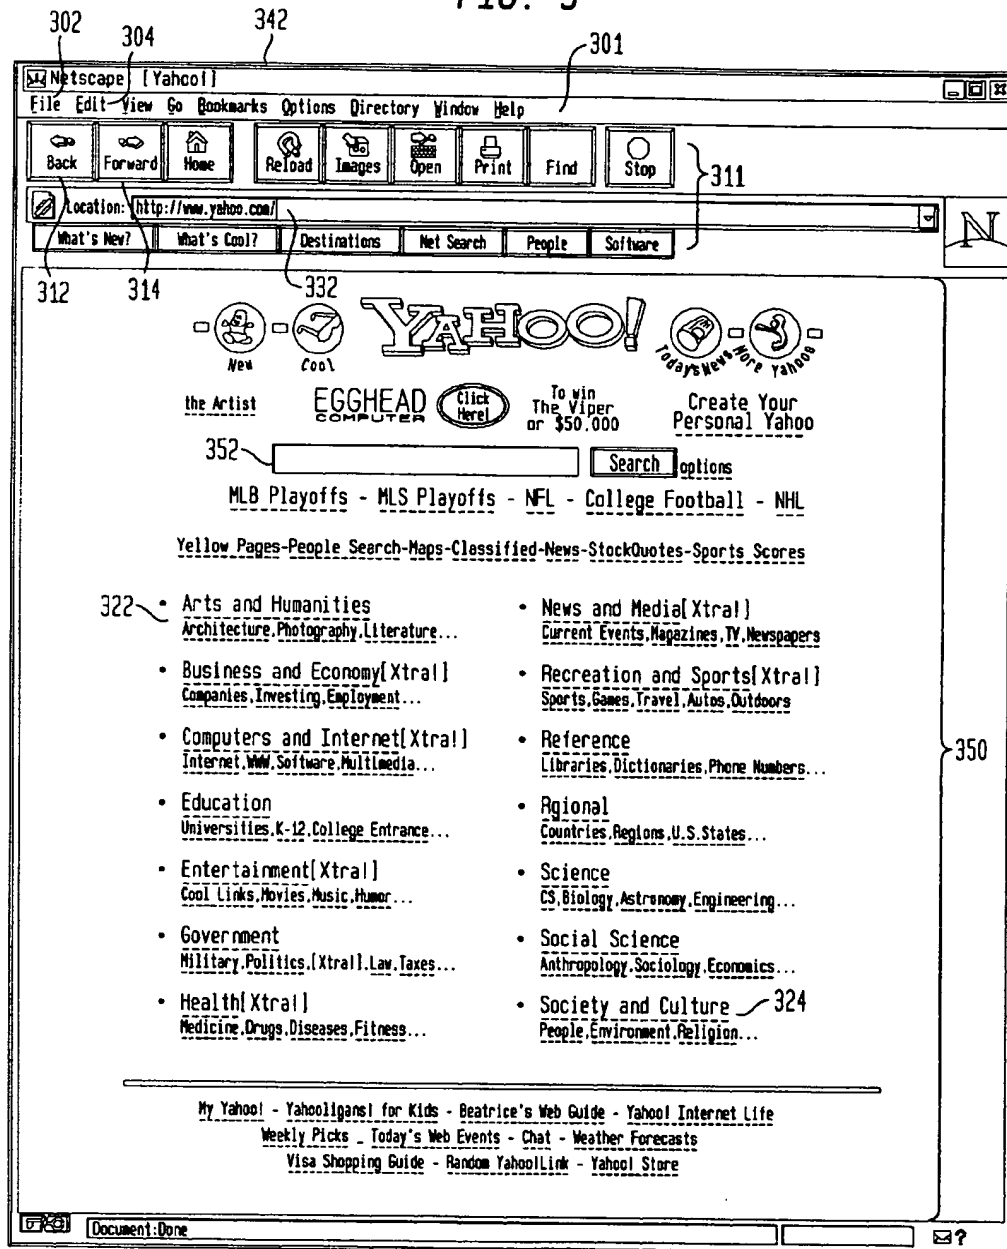 FIG. 3
302 304 342 301
Netscape [Yahoo!]
File Edit View Go Bookmarks Options Directory Window Help
Back Forward Home Reload Images Open Print Find Stop
311
Location: http://www.yahoo.com/
N
What's New? What's Cool? Destinations Net Search People Software
312 314 332
YAHOO!
New Cool Today's News More Yahoos
the Artist EGGHEAD COMPUTER Click Here! To win The Viper or $50.000 Create Your Personal Yahoo
352 Search options
MLB Playoffs - MLS Playoffs - NFL - College Football - NHL
Yellow Pages-People Search-Maps-Classified-News-StockQuotes-Sports Scores
322
• Arts and Humanities
Architecture,Photography,Literature...
• Business and Economy[Xtra!]
Companies,Investing,Employment...
• Computers and Internet[Xtra!]
Internet,WWW,Software,Multimedia...
• Education
Universities,K-12,College Entrance...
• Entertainment[Xtra!]
Cool Links,Movies,Music,Humor...
• Government
Military,Politics,[Xtra!],Law,Taxes...
• Health[Xtra!]
Medicine,Drugs,Diseases,Fitness...
• News and Media[Xtra!]
Current Events,Magazines,TV,Newspapers
• Recreation and Sports[Xtra!]
Sports,Games,Travel,Autos,Outdoors
• Reference
Libraries,Dictionaries,Phone Numbers...
• Rgional
Countries,Regions,U.S.States...
• Science
CS,Biology,Astronomy,Engineering...
• Social Science
Anthropology,Sociology,Economics...
• Society and Culture 324
People,Environment,Religion...
350
My Yahoo! - Yahooligans! for Kids - Beatrice's Web Guide - Yahoo! Internet Life
Weekly Picks _ Today's Web Events - Chat - Weather Forecasts
Visa Shopping Guide - Random Yahoo!Link - Yahoo! Store
Document:Done
?